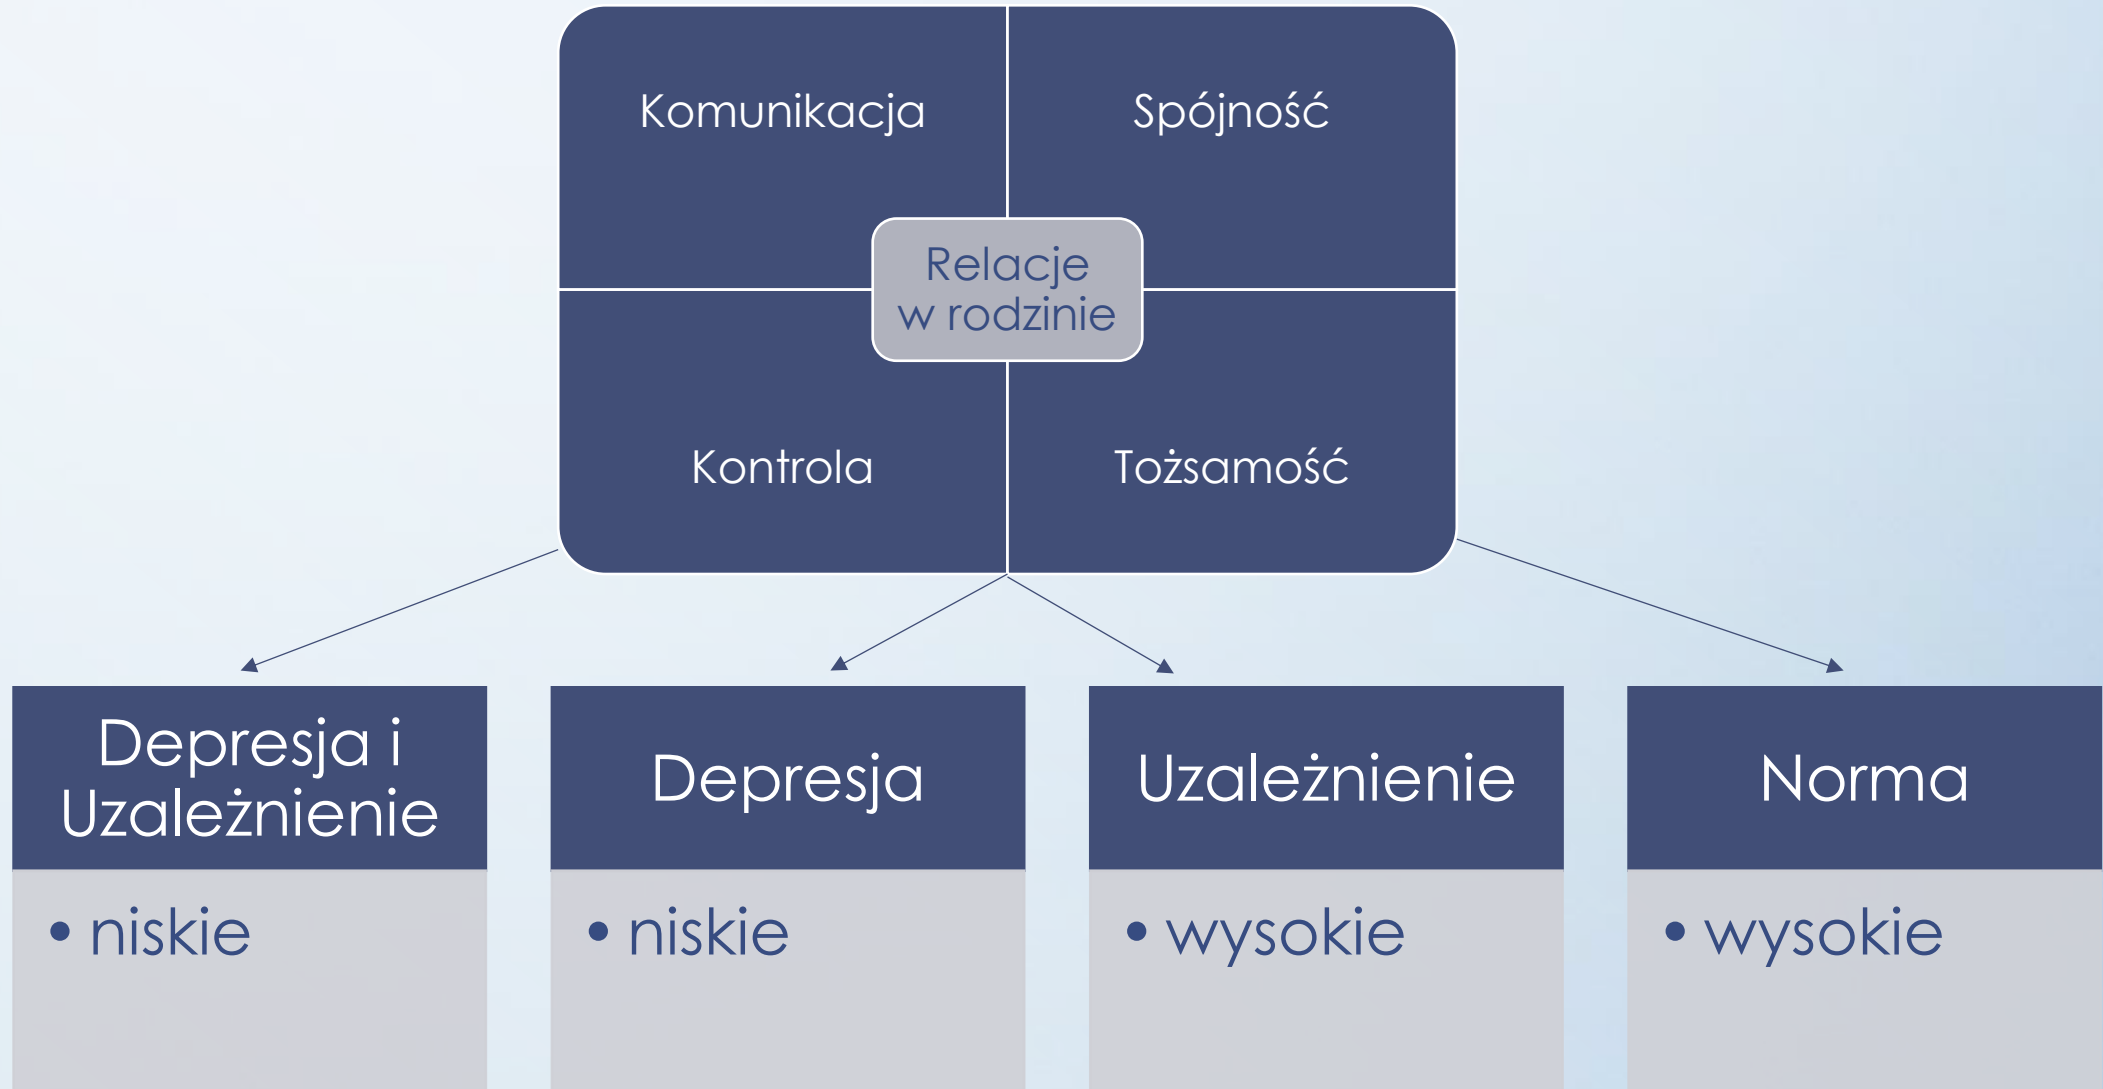 Komunikacja
Spójność
Relacje
w rodzinie
Kontrola
Tożsamość
Depresja i
Uzależnienie
• niskie
Depresja
• niskie
Uzależnienie
• wysokie
Norma
• wysokie